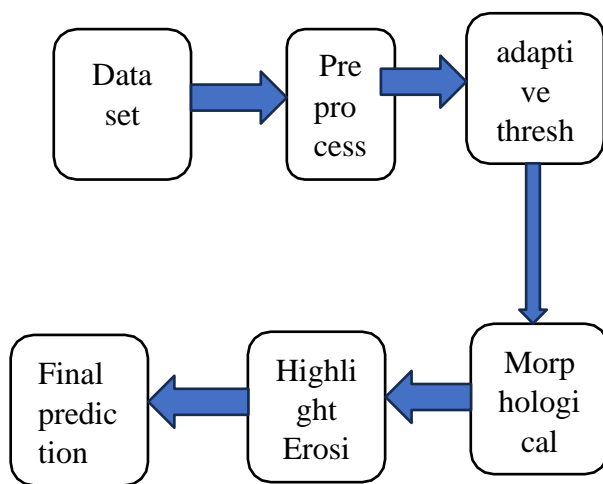 Data
set
Pre
pro
cess
adapti
ve
thresh
Morp
hologi
cal
Highli
ght
Erosi
Final
predic
tion